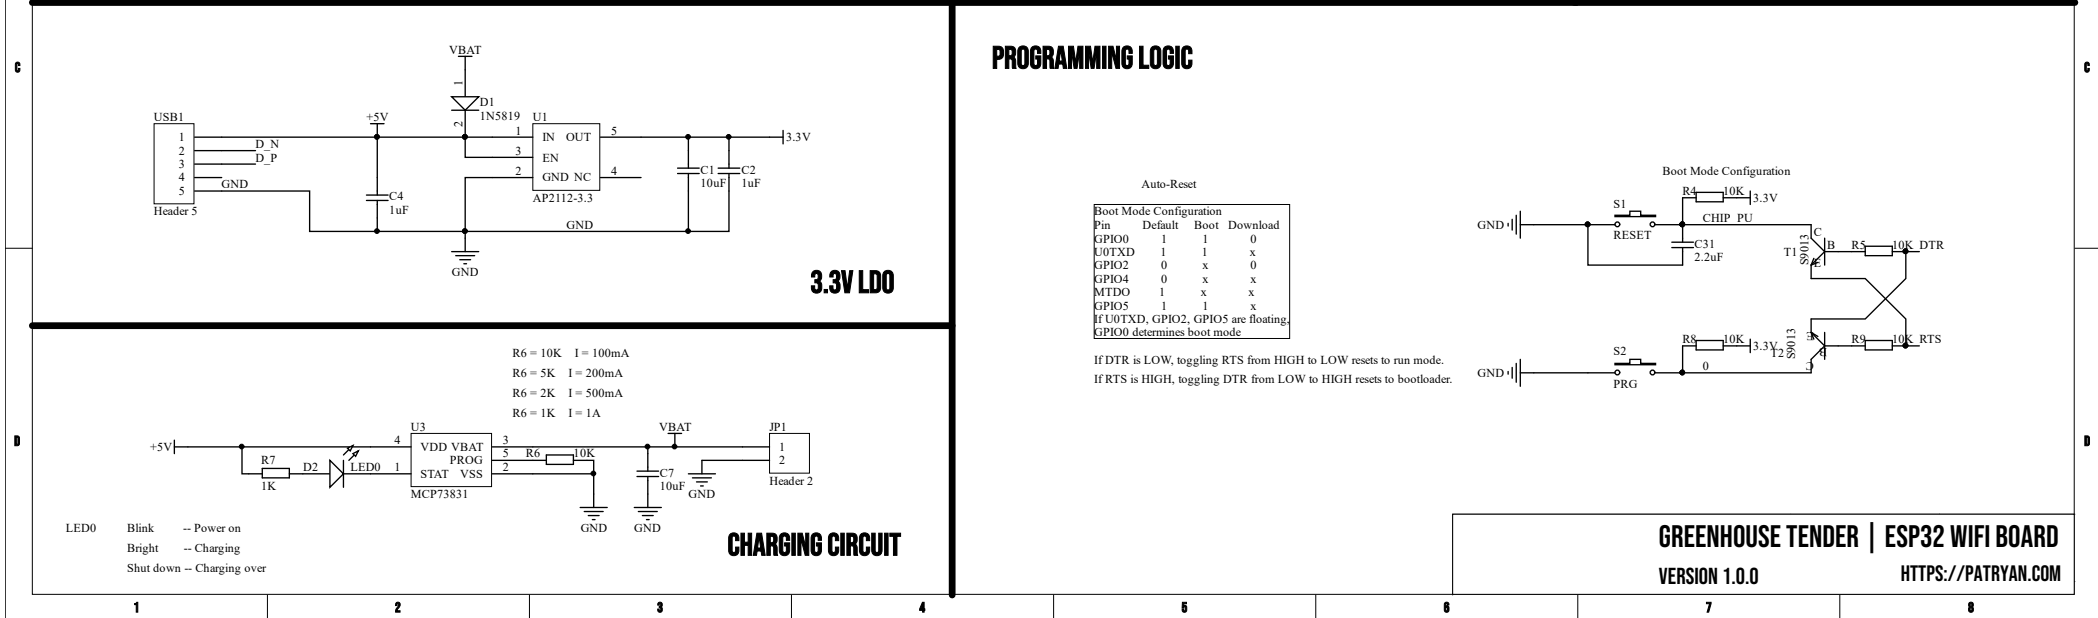 C
VBAT
1
D1
1N5819
2
USB1
1
2
3
4
5
D_N
D_P
GND
Header 5
+5V
C4
1uF
U1
1
3
2
IN OUT
EN
GND NC
5
4
AP2112-3.3
C1
10uF
C2
1uF
3.3V
GND
GND
3.3V LDO
R6 = 10K I = 100mA
R6 = 5K I = 200mA
R6 = 2K I = 500mA
R6 = 1K I = 1A
D
+5V
R7
1K
D2
LED0
U3
4
1
VDD VBAT
PROG
STAT VSS
3
5
2
MCP73831
R6
10K
GND
VBAT
C7
10uF
GND
GND
JP1
1
2
Header 2
LED0 Blink -- Power on
Bright -- Charging
Shut down -- Charging over
CHARGING CIRCUIT
PROGRAMMING LOGIC
Auto-Reset
Boot Mode Configuration
Pin Default Boot Download
GPIO0 1 1 0
U0TXD 1 1 x
GPIO2 0 x 0
GPIO4 0 x x
MTDO 1 x x
GPIO5 1 1 x
If U0TXD, GPIO2, GPIO5 are floating,
GPIO0 determines boot mode
If DTR is LOW, toggling RTS from HIGH to LOW resets to run mode.
If RTS is HIGH, toggling DTR from LOW to HIGH resets to bootloader.
Boot Mode Configuration
R4 10K 3.3V
S1
GND
RESET
CHIP_PU
C31
2.2uF
C
B
E
T1
S9013
R5 10K DTR
R8 10K 3.3V
T2
S9013
E
B
C
R9 10K RTS
S2
GND
PRG
0
C
D
GREENHOUSE TENDER | ESP32 WIFI BOARD
VERSION 1.0.0 HTTPS://PATRYAN.COM
1 2 3 4 5 6 7 8